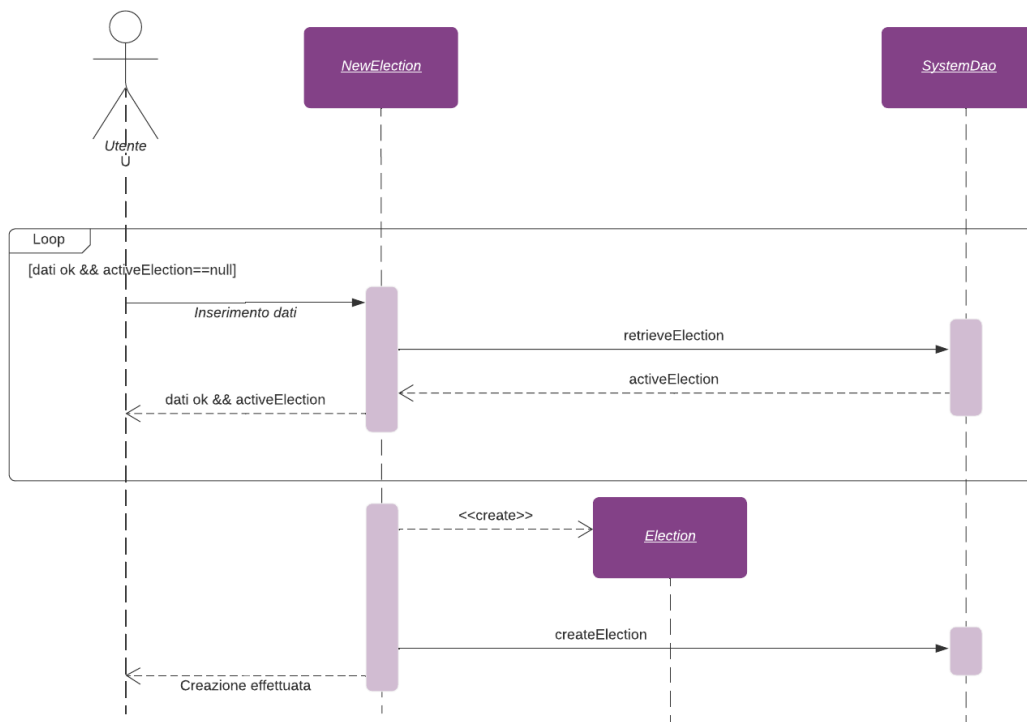 NewElection
SystemDao
Utente
Loop
[dati ok && activeElection==null]
Inserimento dati
retrieveElection
activeElection
dati ok && activeElection
<<create>>
Election
createElection
Creazione effettuata